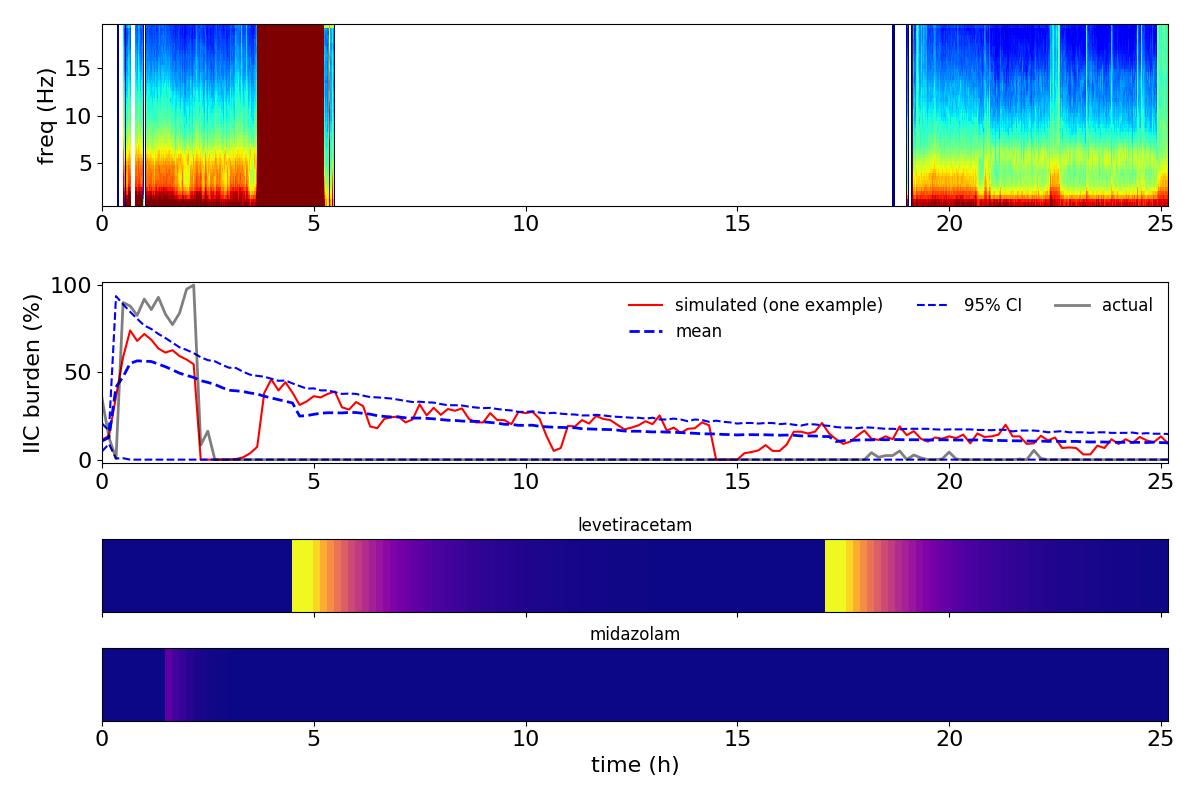 freq (Hz)
15
10
5
0 5 10 15 20 25
IIC burden (%)
100
50
0
simulated (one example)
mean
95% CI
actual
0 5 10 15 20 25
levetiracetam
midazolam
0 5 10 15 20 25
time (h)